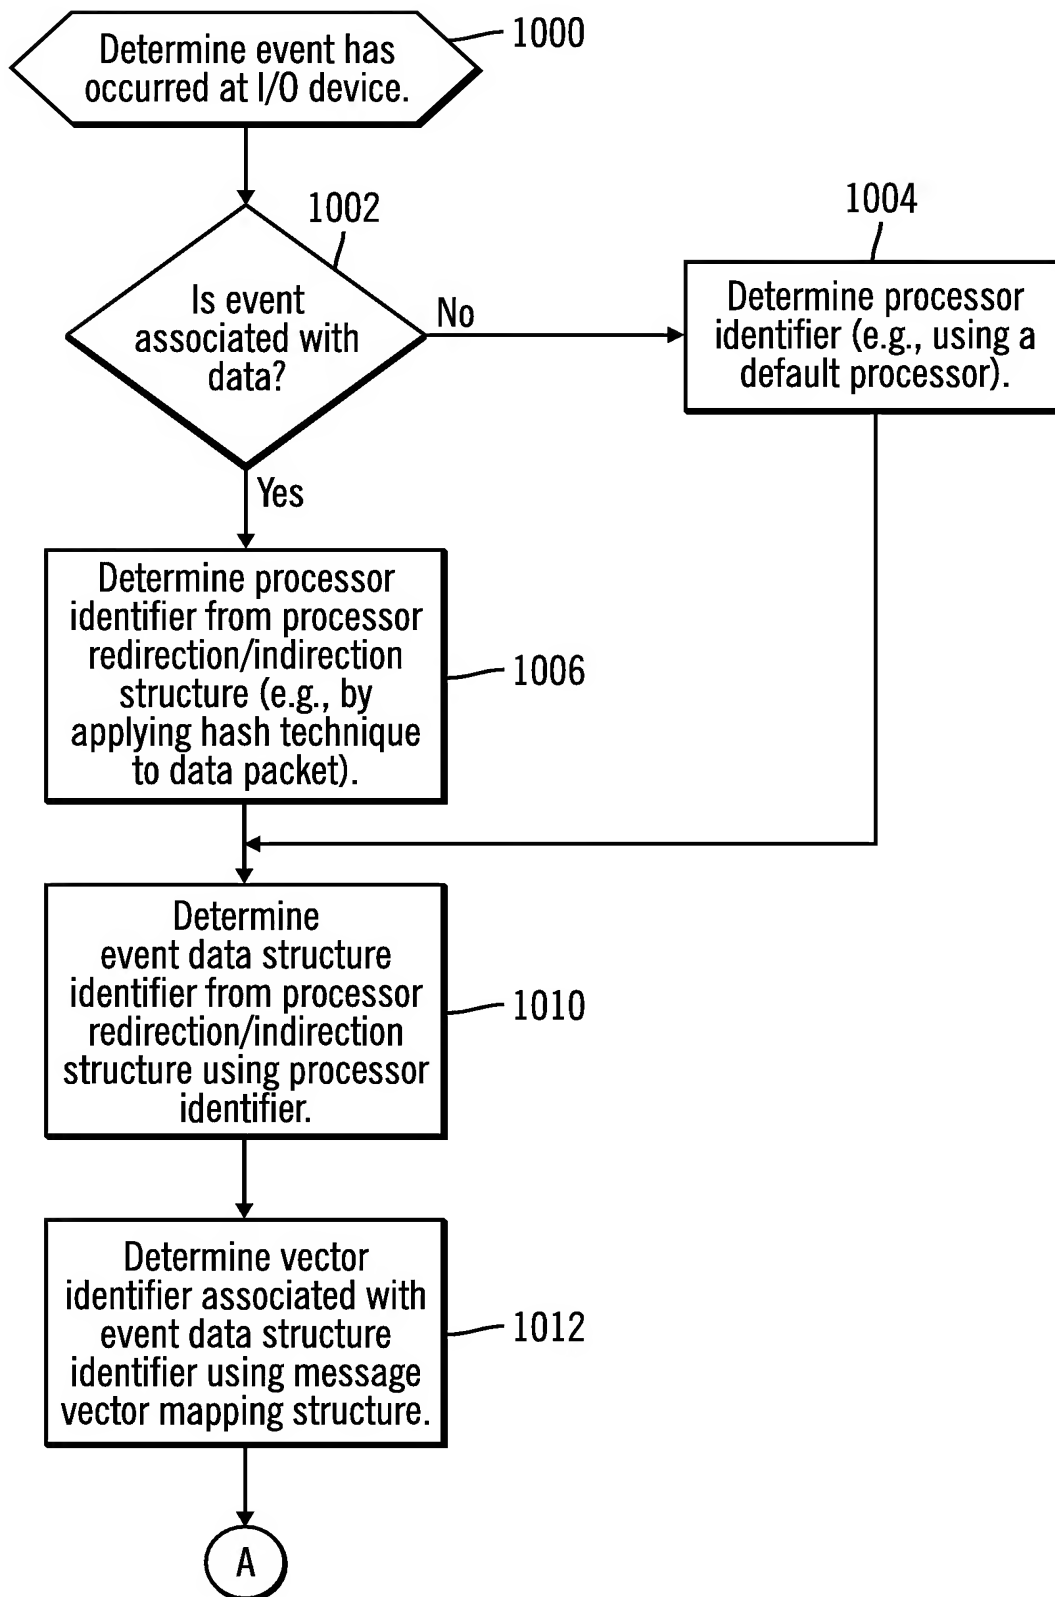 Determine event has
occurred at I/O device.
1000
1002
Is event
associated with
data?
No
1004
Determine processor
identifier (e.g., using a
default processor).
Yes
Determine processor
identifier from processor
redirection/indirection
structure (e.g., by
applying hash technique
to data packet).
1006
Determine
event data structure
identifier from processor
redirection/indirection
structure using processor
identifier.
1010
Determine vector
identifier associated with
event data structure
identifier using message
vector mapping structure.
1012
A